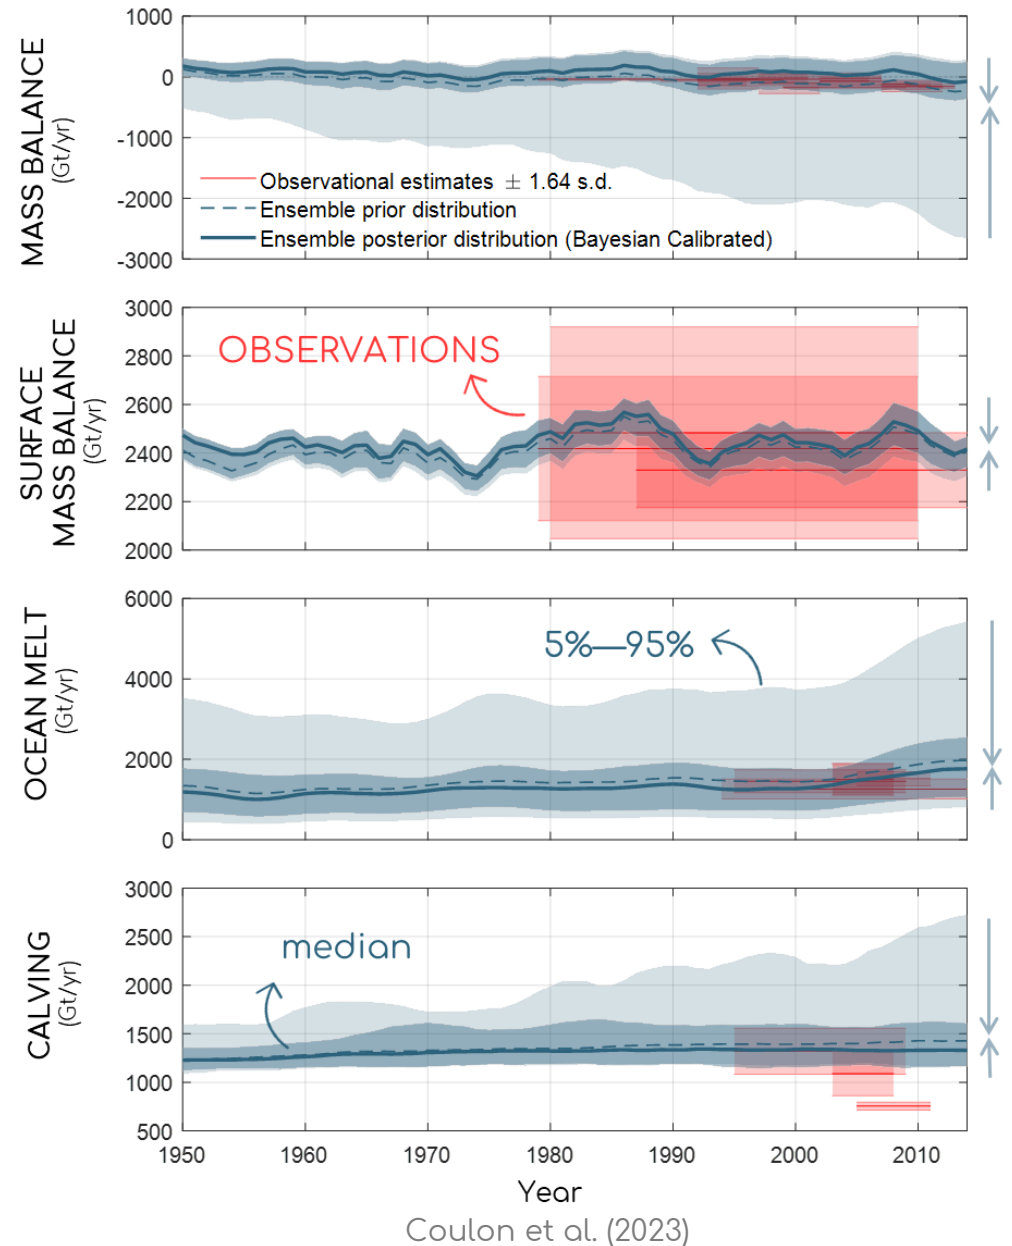 MASS BALANCE
(Gt/yr)
1000
0
-1000
-2000
-3000
Observational estimates ± 1.64 s.d.
Ensemble prior distribution
Ensemble posterior distribution (Bayesian Calibrated)
SURFACE
MASS BALANCE
(Gt/yr)
3000
2800
2600
2400
2200
2000
OBSERVATIONS
OCEAN MELT
(Gt/yr)
6000
4000
2000
0
5%—95%
CALVING
(Gt/yr)
3000
2500
2000
1500
1000
500
median
1950 1960 1970 1980 1990 2000 2010
Year
Coulon et al. (2023)